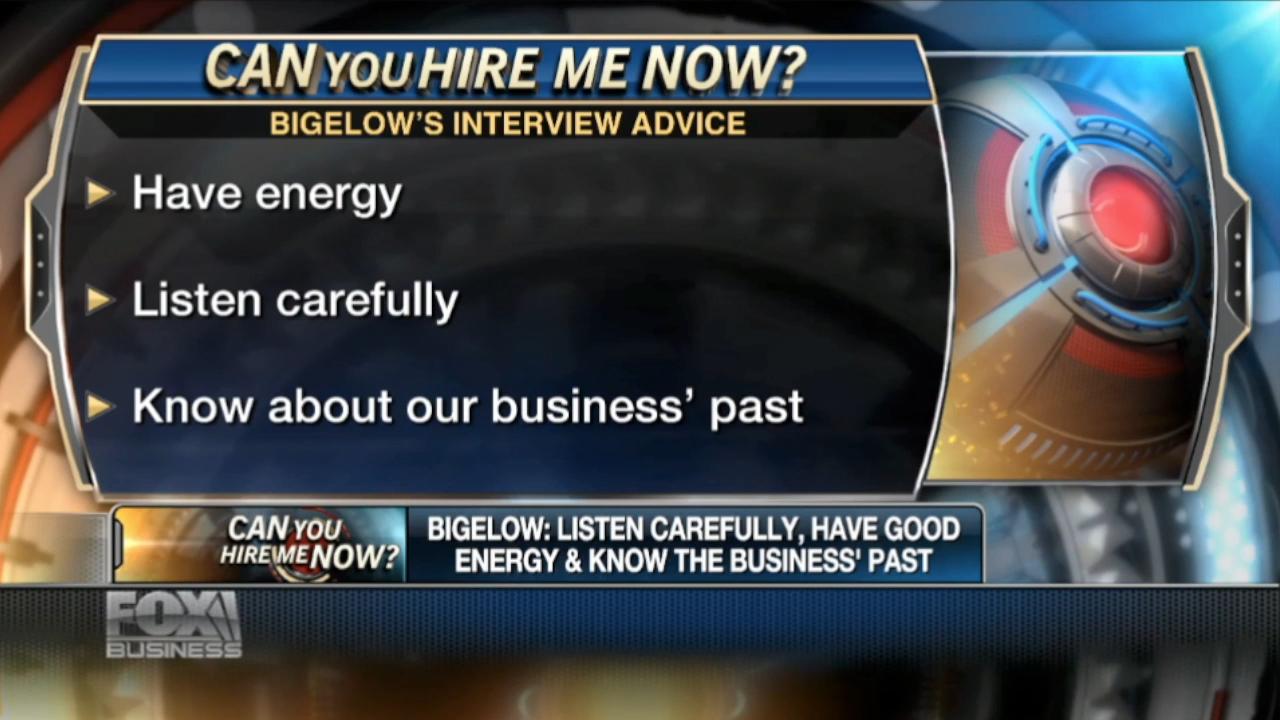 CAN YOU HIRE ME NOW?
BIGELOW'S INTERVIEW ADVICE
Have energy
Listen carefully
Know about our business' past
CAN YOU
HIRE ME NOW?
BIGELOW: LISTEN CAREFULLY, HAVE GOOD
ENERGY & KNOW THE BUSINESS' PAST
FOX
BUSINESS